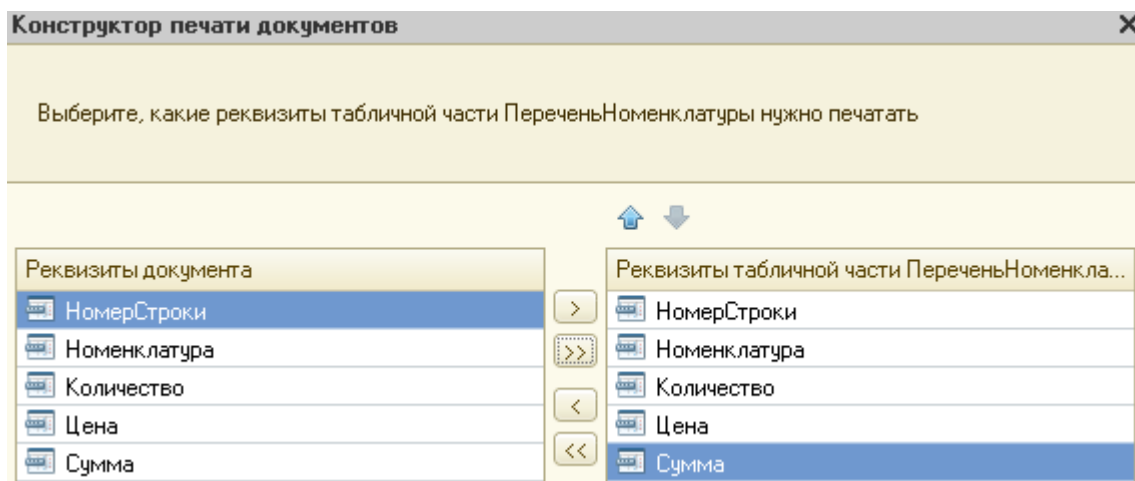 Конструктор печати документов
Выберите, какие реквизиты табличной части ПереченьНоменклатуры нужно печатать
Реквизиты документа
НомерСтроки
Номенклатура
Количество
Цена
Сумма
>
>>
<
<<
Реквизиты табличной части ПереченьНоменкла...
НомерСтроки
Номенклатура
Количество
Цена
Сумма